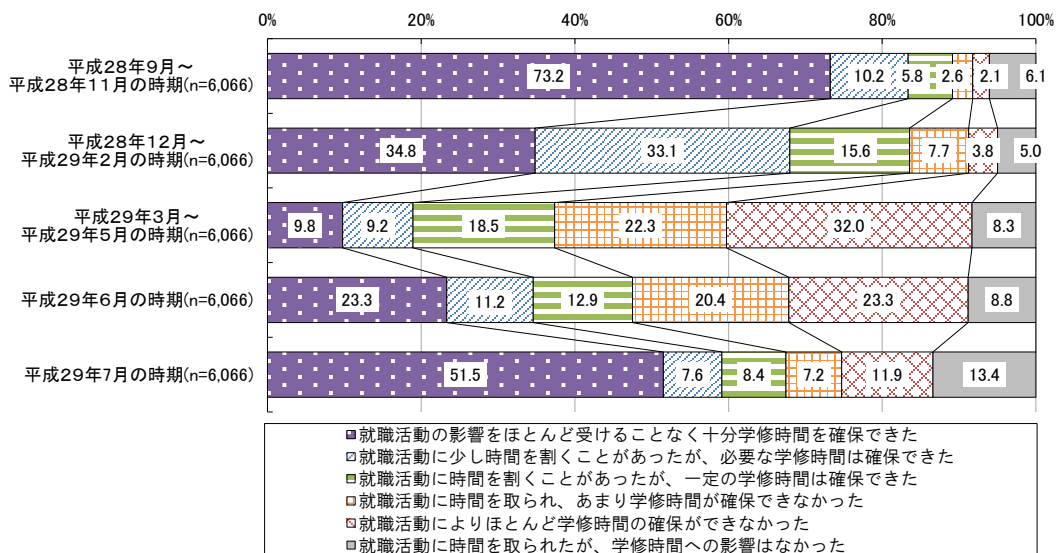 0% 20% 40% 60% 80% 100%
平成28年9月～
平成28年11月の時期(n=6,066)
73.2 10.2 5.8 2.6 2.1 6.1
平成28年12月～
平成29年2月の時期(n=6,066)
34.8 33.1 15.6 7.7 3.8 5.0
平成29年3月～
平成29年5月の時期(n=6,066)
9.8 9.2 18.5 22.3 32.0 8.3
平成29年6月の時期(n=6,066)
23.3 11.2 12.9 20.4 23.3 8.8
平成29年7月の時期(n=6,066)
51.5 7.6 8.4 7.2 11.9 13.4
就職活動の影響をほとんど受けることなく十分学修時間を確保できた
就職活動に少し時間を割くことがあったが、必要な学修時間は確保できた
就職活動に時間を割くことがあったが、一定の学修時間は確保できた
就職活動に時間を取られ、あまり学修時間が確保できなかった
就職活動によりほとんど学修時間の確保ができなかった
就職活動に時間を取られたが、学修時間への影響はなかった